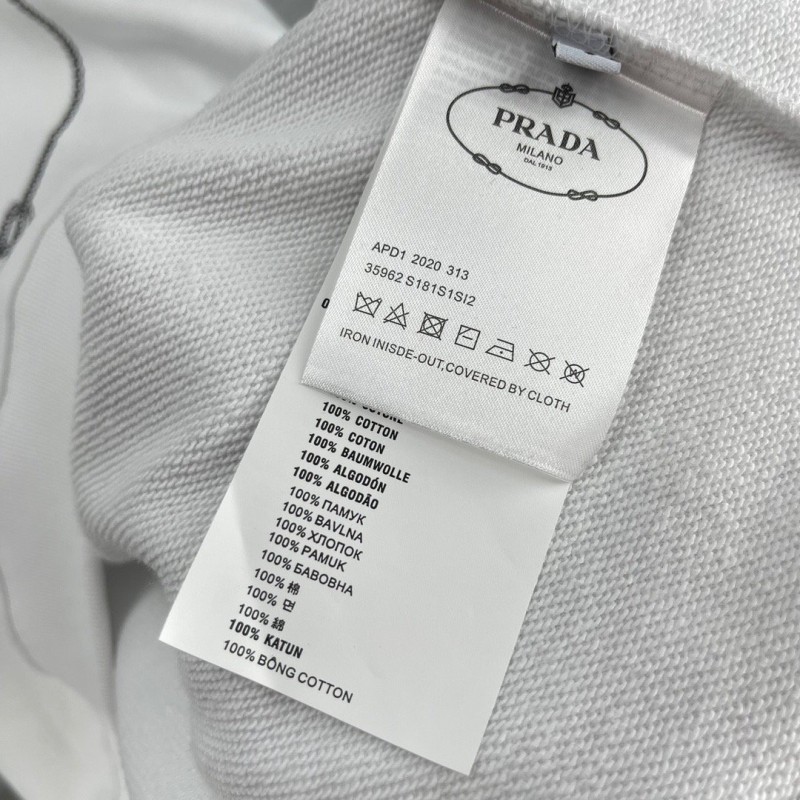 PRADA
MILANO
DAL 1913
APD1 2020 313
35962 S181S1SI2
IRON INISDE-OUT,COVERED BY CLOTH
100% COTTON
100% COTON
100% BAUMWOLLE
100% ALGODÓN
100% ALGODÃO
100% ПАМУК
100% BAVLNA
100% ХЛОПОК
100% PAMUK
100% БАВОВНА
100% 棉
100% 면
100% 綿
100% KATUN
100% BÔNG COTTON